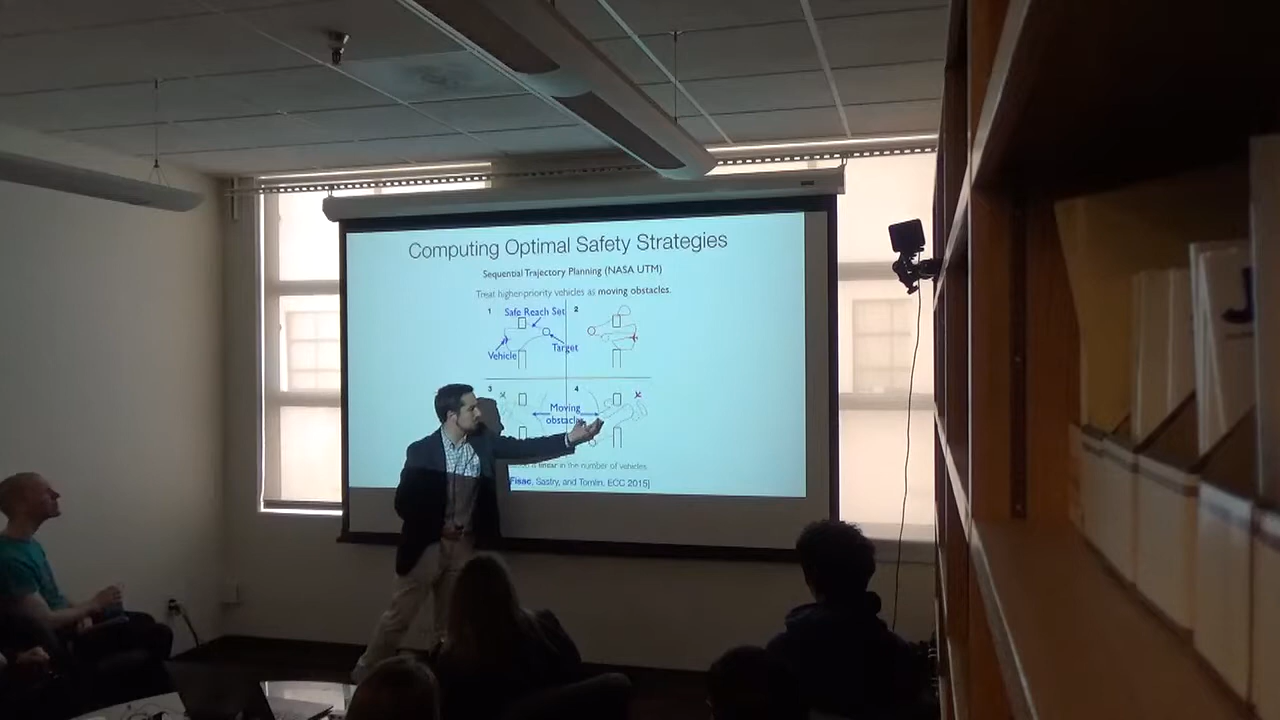 Computing Optimal Safety Strategies
Sequential Trajectory Planning (NASA UTM)
Treat higher-priority vehicles as moving obstacles.
1
Safe Reach Set
2
Vehicle
Target
3
4
Moving
obstacles
is linear in the number of vehicles.
Fisac, Sastry, and Tomlin, ECC 2015]